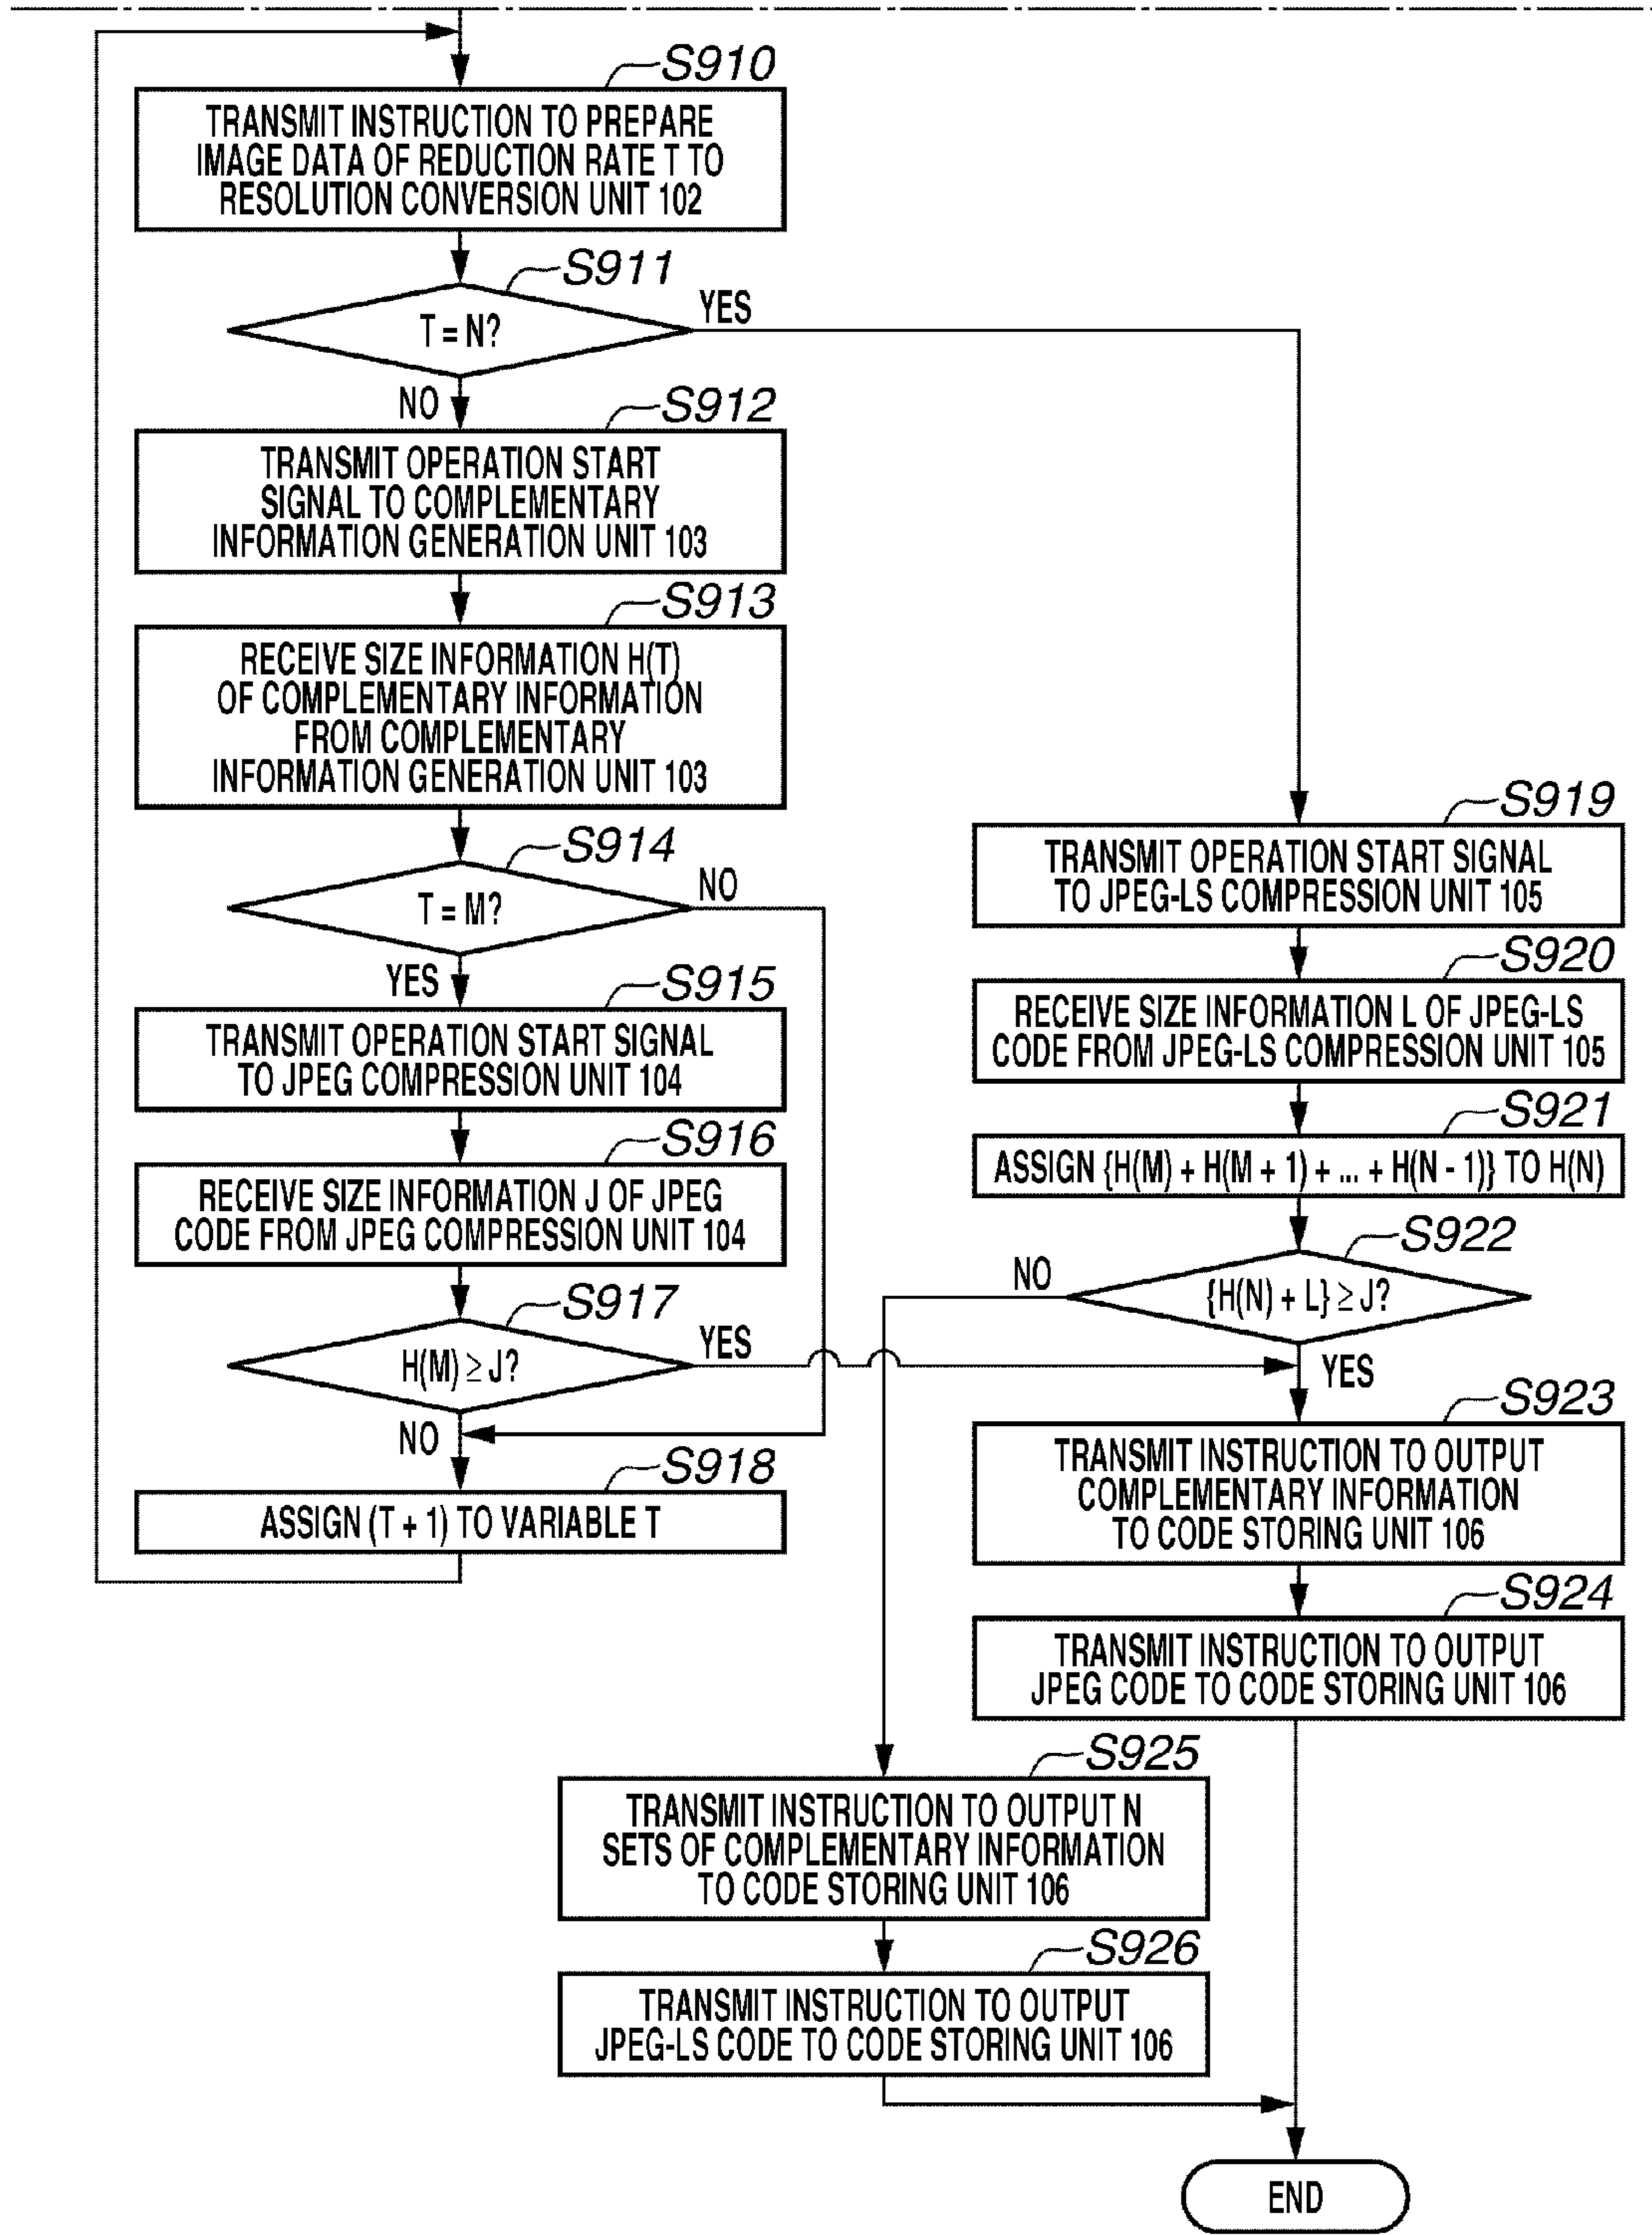 S910
TRANSMIT INSTRUCTION TO PREPARE
IMAGE DATA OF REDUCTION RATE T TO
RESOLUTION CONVERSION UNIT 102
S911
T = N?
YES
NO
S912
TRANSMIT OPERATION START
SIGNAL TO COMPLEMENTARY
INFORMATION GENERATION UNIT 103
S913
RECEIVE SIZE INFORMATION H(T)
OF COMPLEMENTARY INFORMATION
FROM COMPLEMENTARY
INFORMATION GENERATION UNIT 103
S914
T = M?
NO
YES
S915
TRANSMIT OPERATION START SIGNAL
TO JPEG COMPRESSION UNIT 104
S916
RECEIVE SIZE INFORMATION J OF JPEG
CODE FROM JPEG COMPRESSION UNIT 104
S917
H(M) ≥ J?
YES
NO
S918
ASSIGN (T + 1) TO VARIABLE T
S919
TRANSMIT OPERATION START SIGNAL
TO JPEG-LS COMPRESSION UNIT 105
S920
RECEIVE SIZE INFORMATION L OF JPEG-LS
CODE FROM JPEG-LS COMPRESSION UNIT 105
S921
ASSIGN {H(M) + H(M + 1) + ... + H(N - 1)} TO H(N)
S922
{H(N) + L} ≥ J?
NO
YES
S923
TRANSMIT INSTRUCTION TO OUTPUT
COMPLEMENTARY INFORMATION
TO CODE STORING UNIT 106
S924
TRANSMIT INSTRUCTION TO OUTPUT
JPEG CODE TO CODE STORING UNIT 106
S925
TRANSMIT INSTRUCTION TO OUTPUT N
SETS OF COMPLEMENTARY INFORMATION
TO CODE STORING UNIT 106
S926
TRANSMIT INSTRUCTION TO OUTPUT
JPEG-LS CODE TO CODE STORING UNIT 106
END